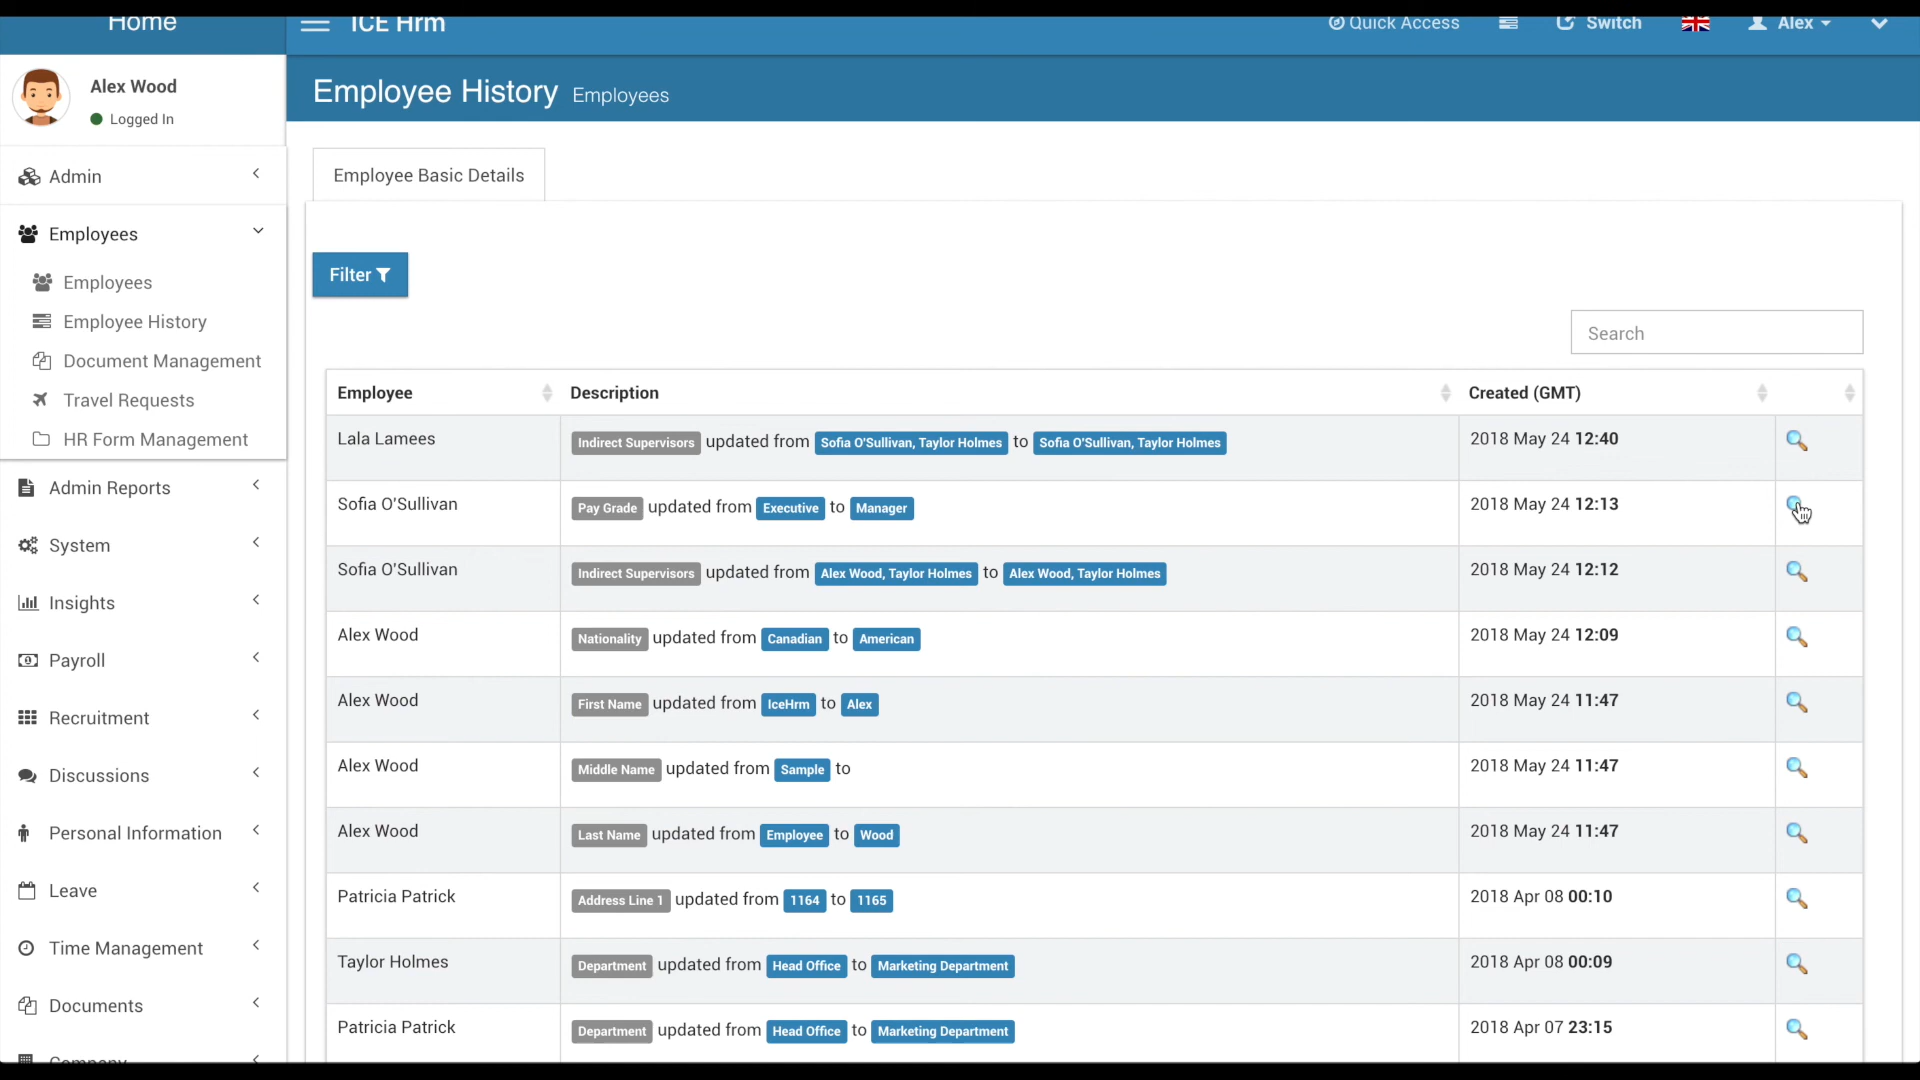 Home
ICE Hrm
Quick Access
Switch
Alex
Alex Wood
Logged In
Employee History Employees
Admin
Employees
Employees
Employee History
Document Management
Travel Requests
HR Form Management
Admin Reports
System
Insights
Payroll
Recruitment
Discussions
Personal Information
Leave
Time Management
Documents
Company
Employee Basic Details
Filter
Search
Employee Description Created (GMT)
Lala Lamees Indirect Supervisors updated from Sofia O'Sullivan, Taylor Holmes to Sofia O'Sullivan, Taylor Holmes 2018 May 24 12:40
Sofia O'Sullivan Pay Grade updated from Executive to Manager 2018 May 24 12:13
Sofia O'Sullivan Indirect Supervisors updated from Alex Wood, Taylor Holmes to Alex Wood, Taylor Holmes 2018 May 24 12:12
Alex Wood Nationality updated from Canadian to American 2018 May 24 12:09
Alex Wood First Name updated from IceHrm to Alex 2018 May 24 11:47
Alex Wood Middle Name updated from Sample to 2018 May 24 11:47
Alex Wood Last Name updated from Employee to Wood 2018 May 24 11:47
Patricia Patrick Address Line 1 updated from 1164 to 1165 2018 Apr 08 00:10
Taylor Holmes Department updated from Head Office to Marketing Department 2018 Apr 08 00:09
Patricia Patrick Department updated from Head Office to Marketing Department 2018 Apr 07 23:15